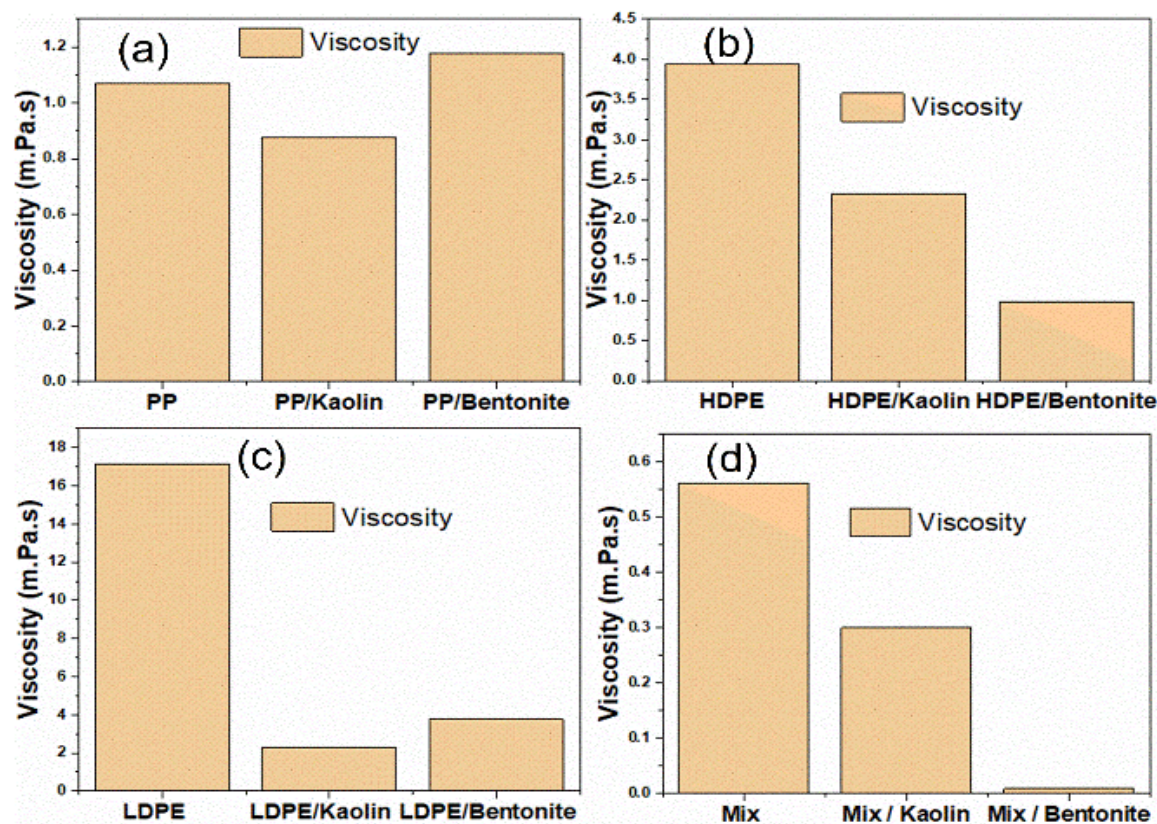 (a)
Viscosity
Viscosity (m.Pa.s)
1.2
1.0
0.8
0.6
0.4
0.2
0.0
PP PP/Kaolin PP/Bentonite
(b)
Viscosity
Viscosity (m.Pa.s)
4.5
4.0
3.5
3.0
2.5
2.0
1.5
1.0
0.5
0.0
HDPE HDPE/Kaolin HDPE/Bentonite
(c)
Viscosity
Viscosity (m.Pa.s)
18
16
14
12
10
8
6
4
2
0
LDPE LDPE/Kaolin LDPE/Bentonite
(d)
Viscosity
Viscosity (m.Pa.s)
0.6
0.5
0.4
0.3
0.2
0.1
0.0
Mix Mix / Kaolin Mix / Bentonite